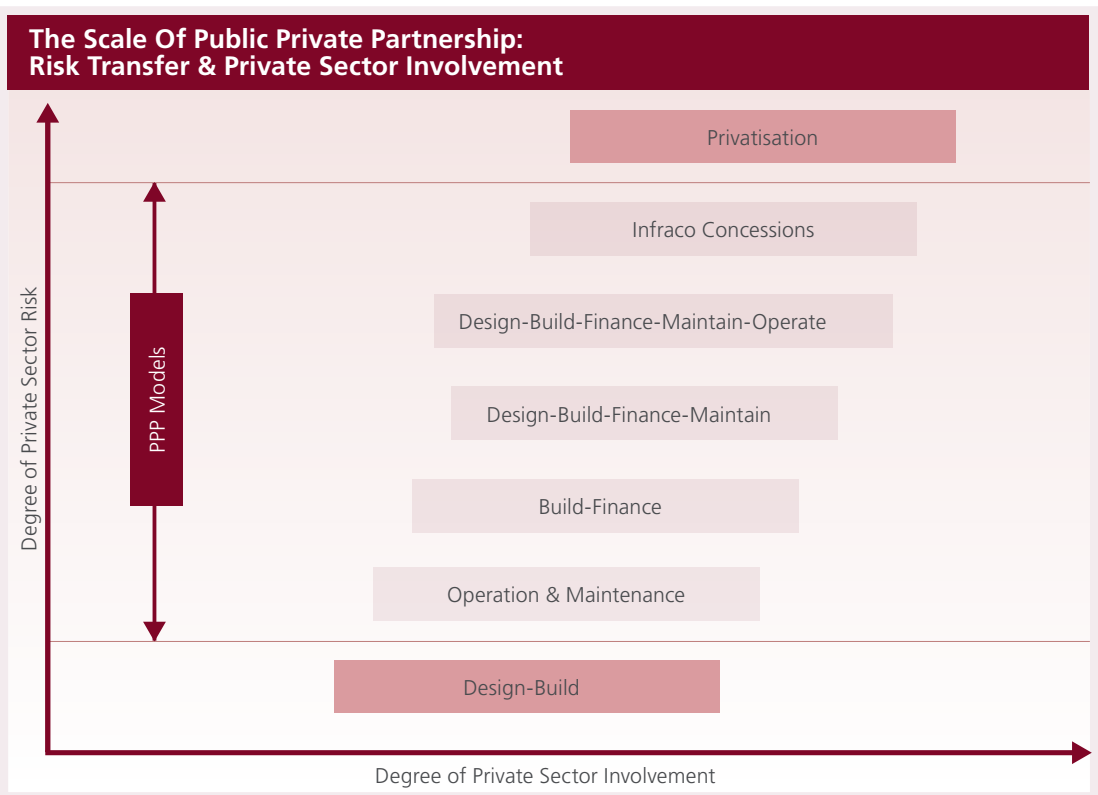 The Scale Of Public Private Partnership:
Risk Transfer & Private Sector Involvement
Privatisation
Infraco Concessions
Design-Build-Finance-Maintain-Operate
Design-Build-Finance-Maintain
Build-Finance
Operation & Maintenance
Design-Build
PPP Models
Degree of Private Sector Risk
Degree of Private Sector Involvement